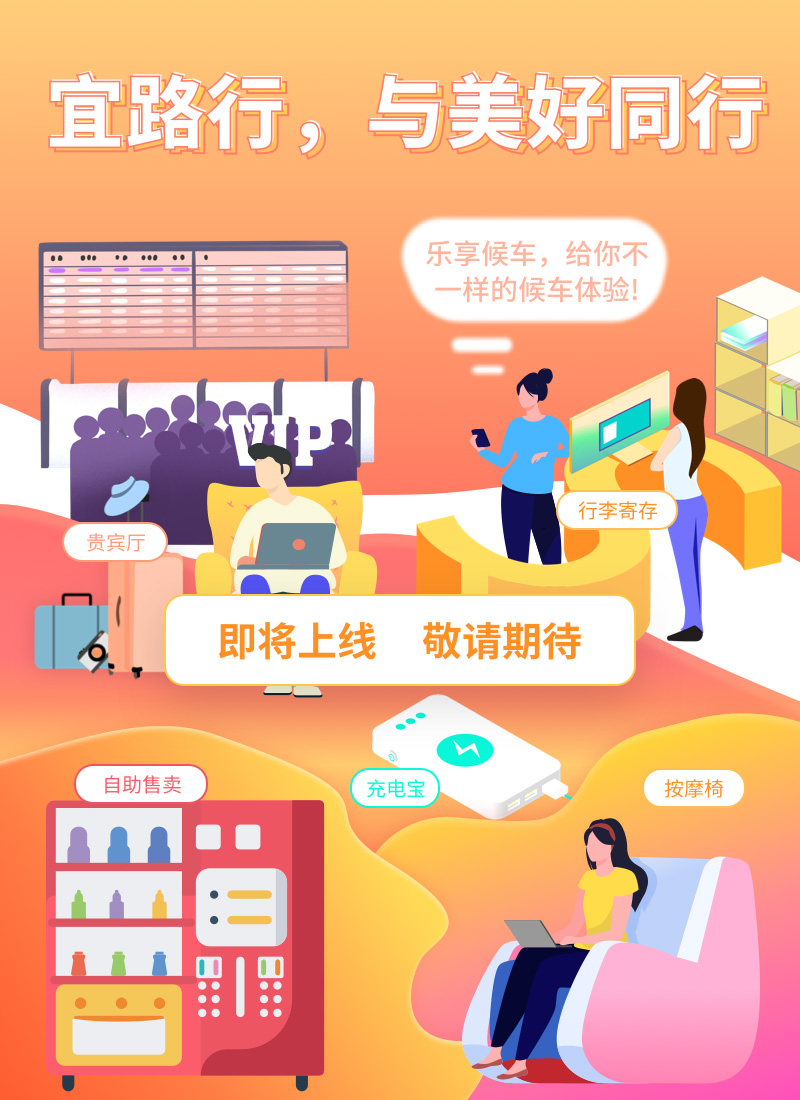 宜路行，与美好同行
乐享候车，给你不
一样的候车体验!
VIP
贵宾厅
行李寄存
即将上线 敬请期待
自助售卖
充电宝
按摩椅